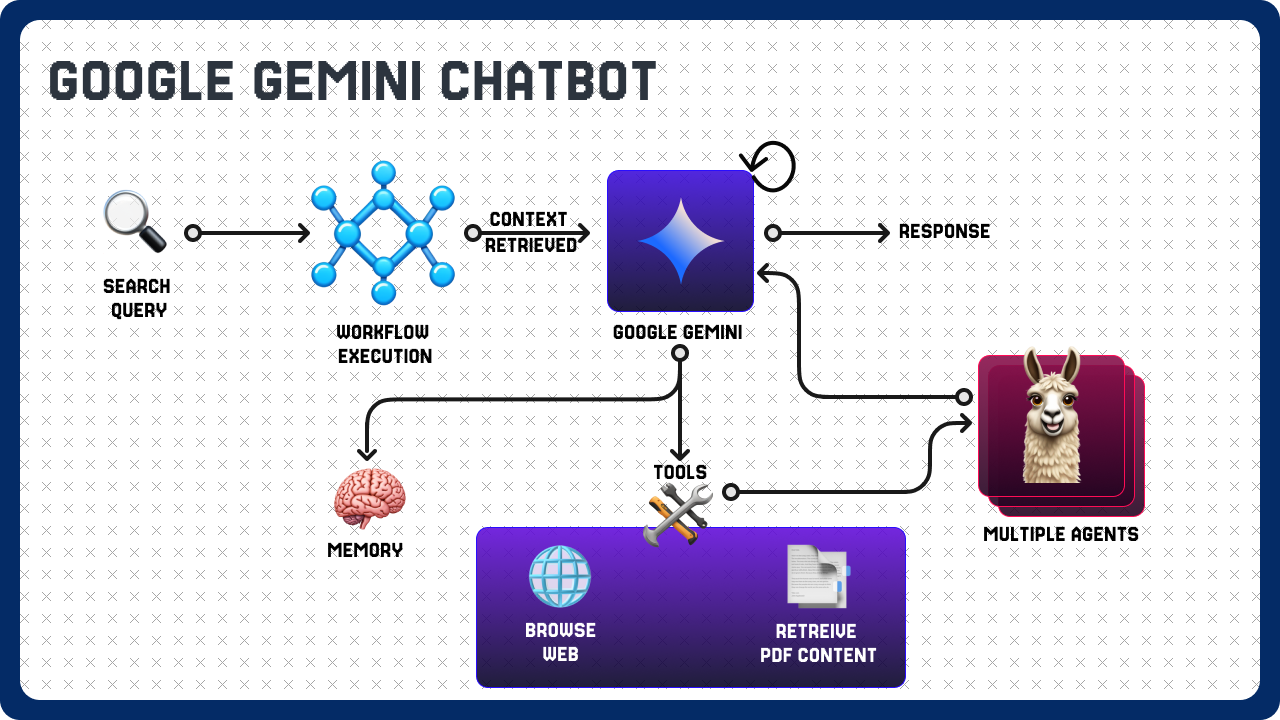 GOOGLE GEMINI CHATBOT
SEARCH
QUERY
WORKFLOW
EXECUTION
CONTEXT
RETRIEVED
GOOGLE GEMINI
RESPONSE
MEMORY
TOOLS
BROWSE
WEB
RETREIVE
PDF CONTENT
MULTIPLE AGENTS